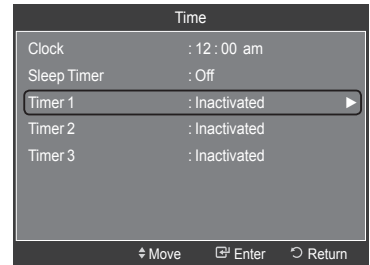 Time
Clock : 12 : 00 am
Sleep Timer : Off
Timer 1 : Inactivated
Timer 2 : Inactivated
Timer 3 : Inactivated
Move Enter Return